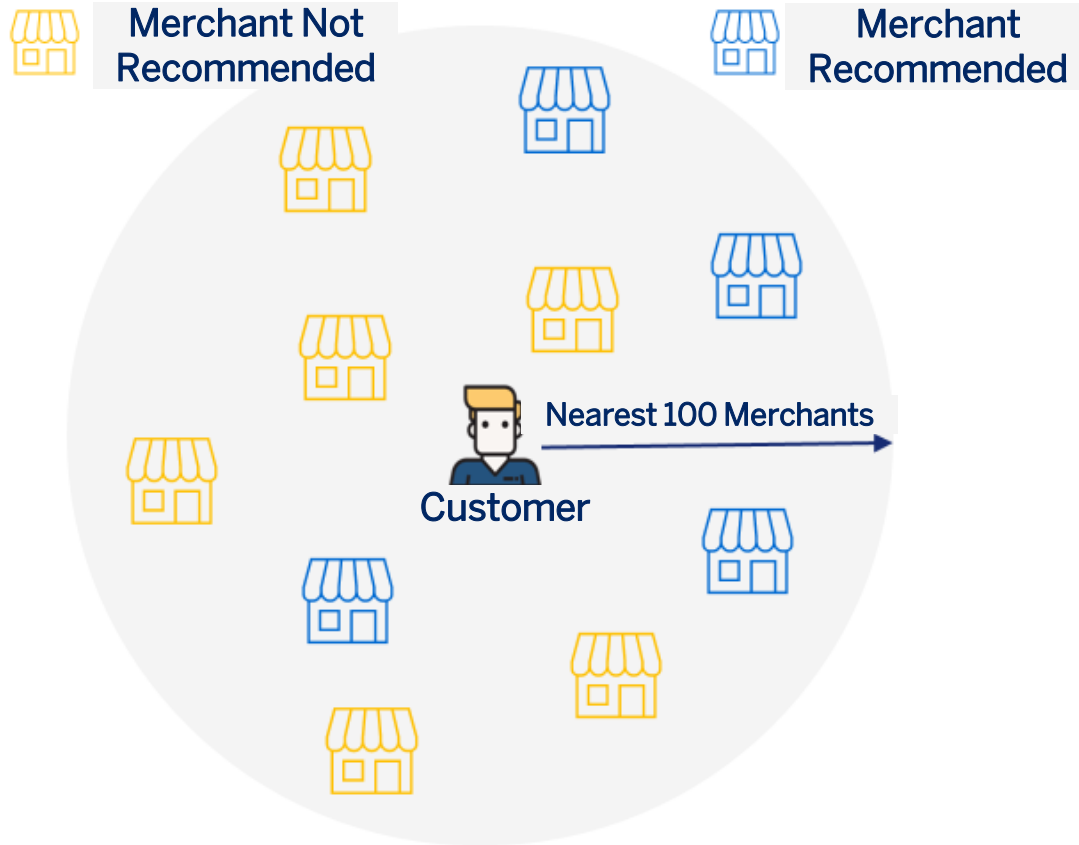 Merchant Not
Recommended
Merchant
Recommended
Nearest 100 Merchants
Customer